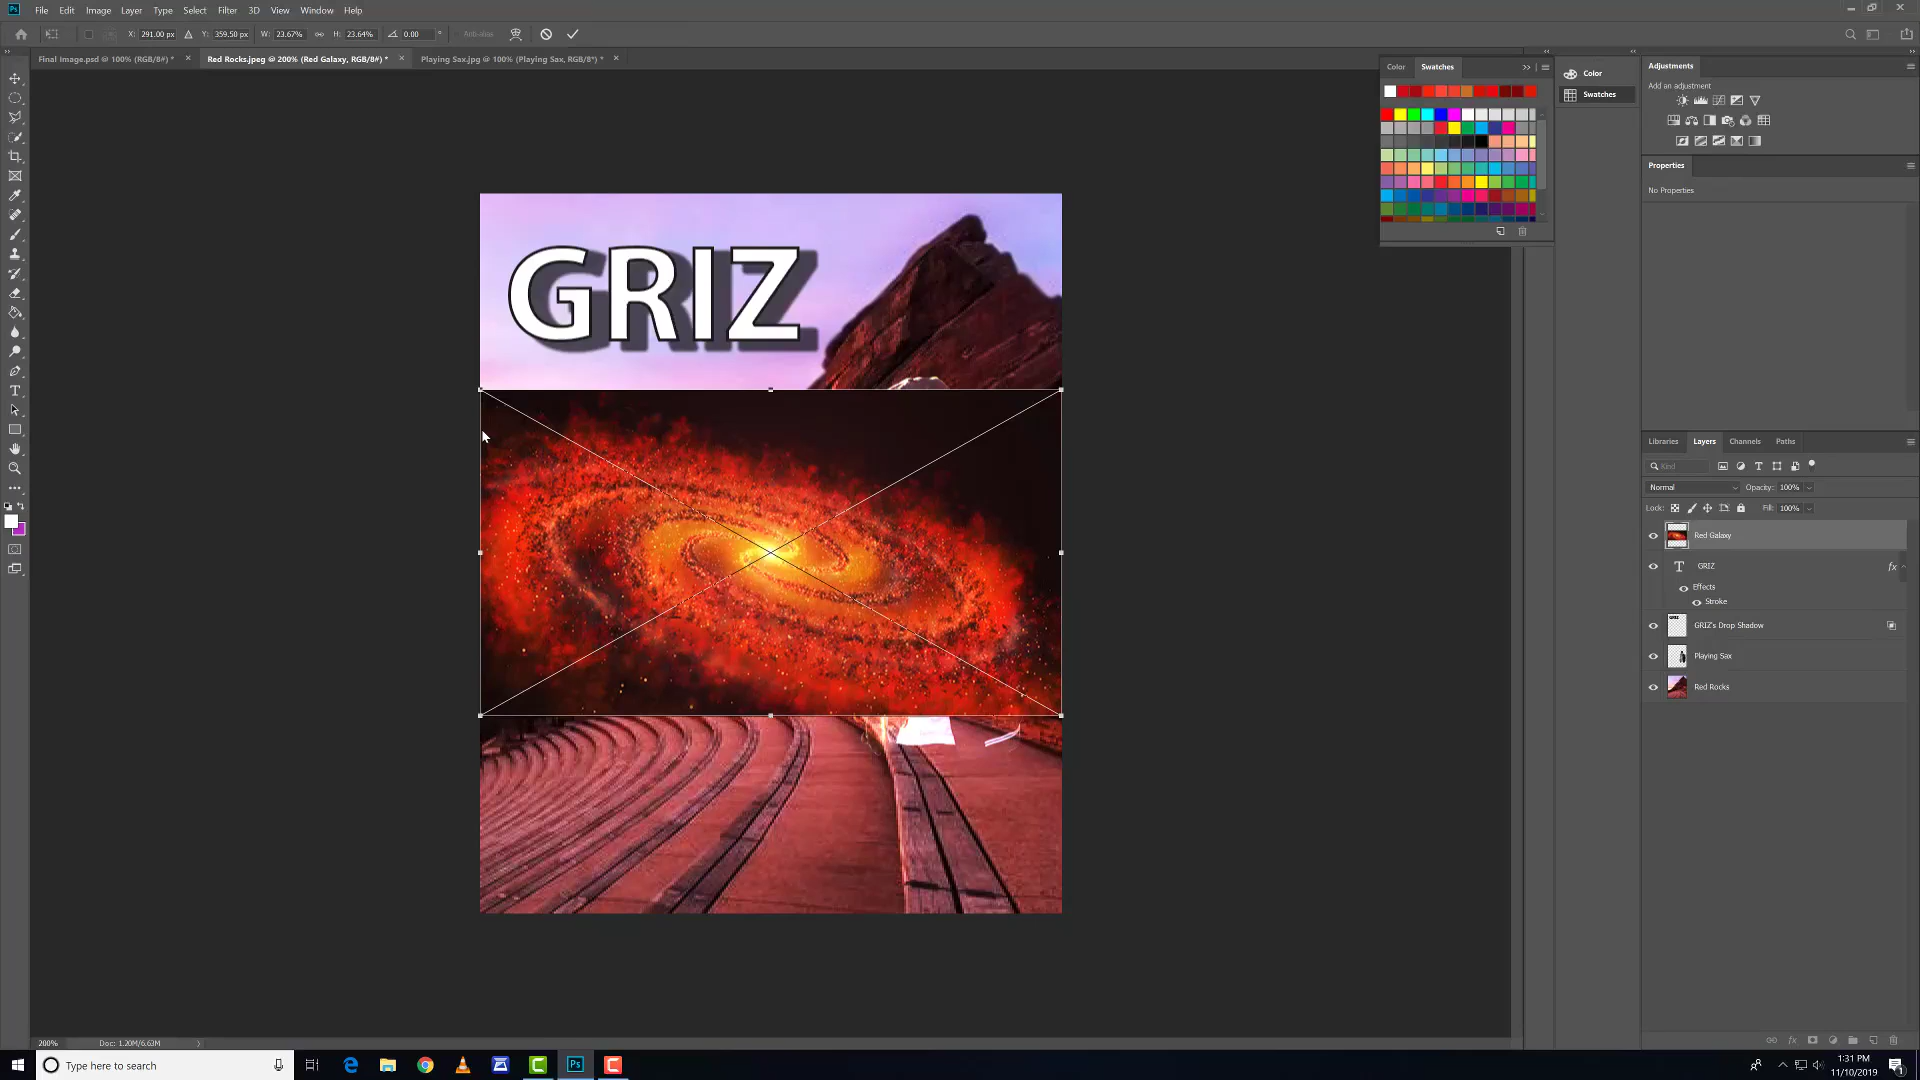 Ps File Edit Image Layer Type Select Filter 3D View Window Help
X: 291.00 px Y: 359.50 px W: 23.67% H: 23.64% 0.00 ° Anti-alias
Final Image.psd @ 100% (RGB/8#) * × Red Rocks.jpeg @ 200% (Red Galaxy, RGB/8#) * × Playing Sax.jpg @ 100% (Playing Sax, RGB/8*) * ×
Color Swatches
Color
Swatches
Adjustments
Add an adjustment
Properties
No Properties
GRIZ
Libraries Layers Channels Paths
Kind
Normal Opacity: 100%
Lock: Fill: 100%
Red Galaxy
T GRIZ fx
Effects
Stroke
GRIZ's Drop Shadow
Playing Sax
Red Rocks
200% Doc: 1.20M/6.63M
Type here to search
1:31 PM
11/10/2019